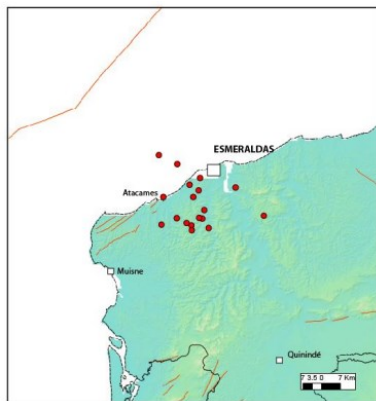 ESMERALDAS
Atacames
Muisne
Quinindé
7 3.5 0 7 Km